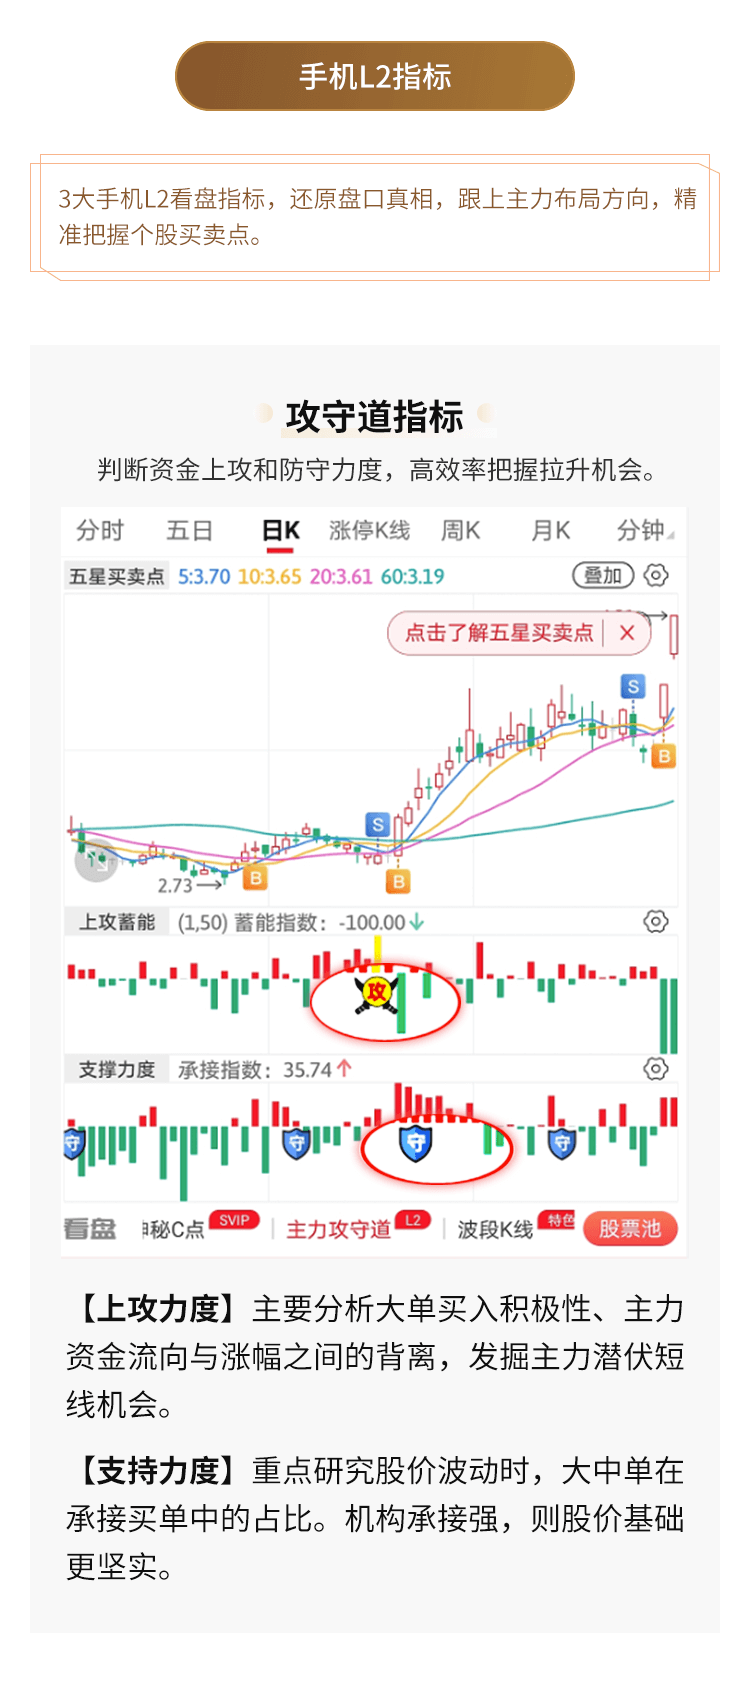 手机L2指标
3大手机L2看盘指标，还原盘口真相，跟上主力布局方向，精
准把握个股买卖点。
攻守道指标
判断资金上攻和防守力度，高效率把握拉升机会。
分时 五日 日K 涨停K线 周K 月K 分钟
五星买卖点 5:3.70 10:3.65 20:3.61 60:3.19 叠加
点击了解五星买卖点 X
S
B
S
2.73
B
B
上攻蓄能 (1,50) 蓄能指数：-100.00↓
攻
支撑力度 承接指数：35.74↑
守 守 守 守
看盘 神秘C点 SVIP 主力攻守道 L2 波段K线 特色 股票池
【上攻力度】主要分析大单买入积极性、主力
资金流向与涨幅之间的背离，发掘主力潜伏短
线机会。
【支持力度】重点研究股价波动时，大中单在
承接买单中的占比。机构承接强，则股价基础
更坚实。